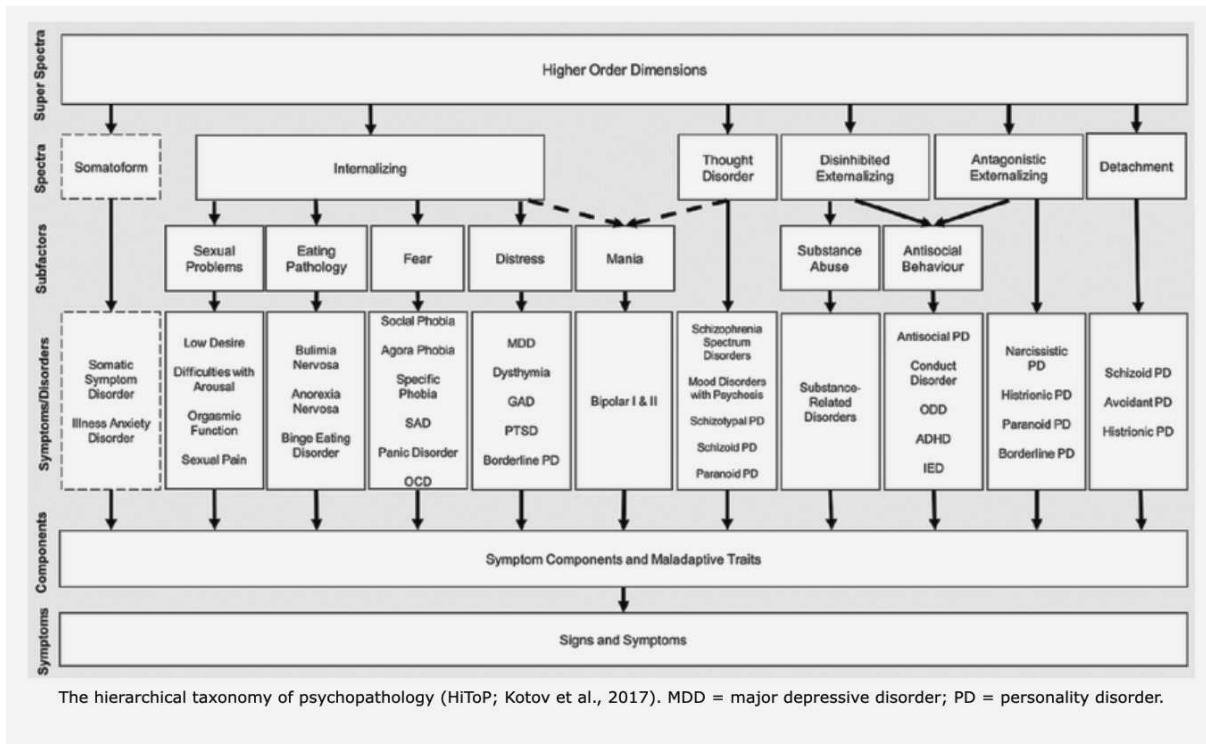 Super Spectra
Higher Order Dimensions
Spectra
Somatoform
Internalizing
Thought
Disorder
Disinhibited
Externalizing
Antagonistic
Externalizing
Detachment
Subfactors
Sexual
Problems
Eating
Pathology
Fear
Distress
Mania
Substance
Abuse
Antisocial
Behaviour
Symptoms/Disorders
Somatic
Symptom
Disorder
Illness Anxiety
Disorder
Low Desire
Difficulties with
Arousal
Orgasmic
Function
Sexual Pain
Bulimia
Nervosa
Anorexia
Nervosa
Binge Eating
Disorder
Social Phobia
Agora Phobia
Specific
Phobia
SAD
Panic Disorder
OCD
MDD
Dysthymia
GAD
PTSD
Borderline PD
Bipolar I & II
Schizophrenia
Spectrum
Disorders
Mood Disorders
with Psychosis
Schizotypal PD
Schizoid PD
Paranoid PD
Substance-
Related
Disorders
Antisocial PD
Conduct
Disorder
ODD
ADHD
IED
Narcissistic
PD
Histrionic PD
Paranoid PD
Borderline PD
Schizoid PD
Avoidant PD
Histrionic PD
Components
Symptom Components and Maladaptive Traits
Symptoms
Signs and Symptoms
The hierarchical taxonomy of psychopathology (HiToP; Kotov et al., 2017). MDD = major depressive disorder; PD = personality disorder.